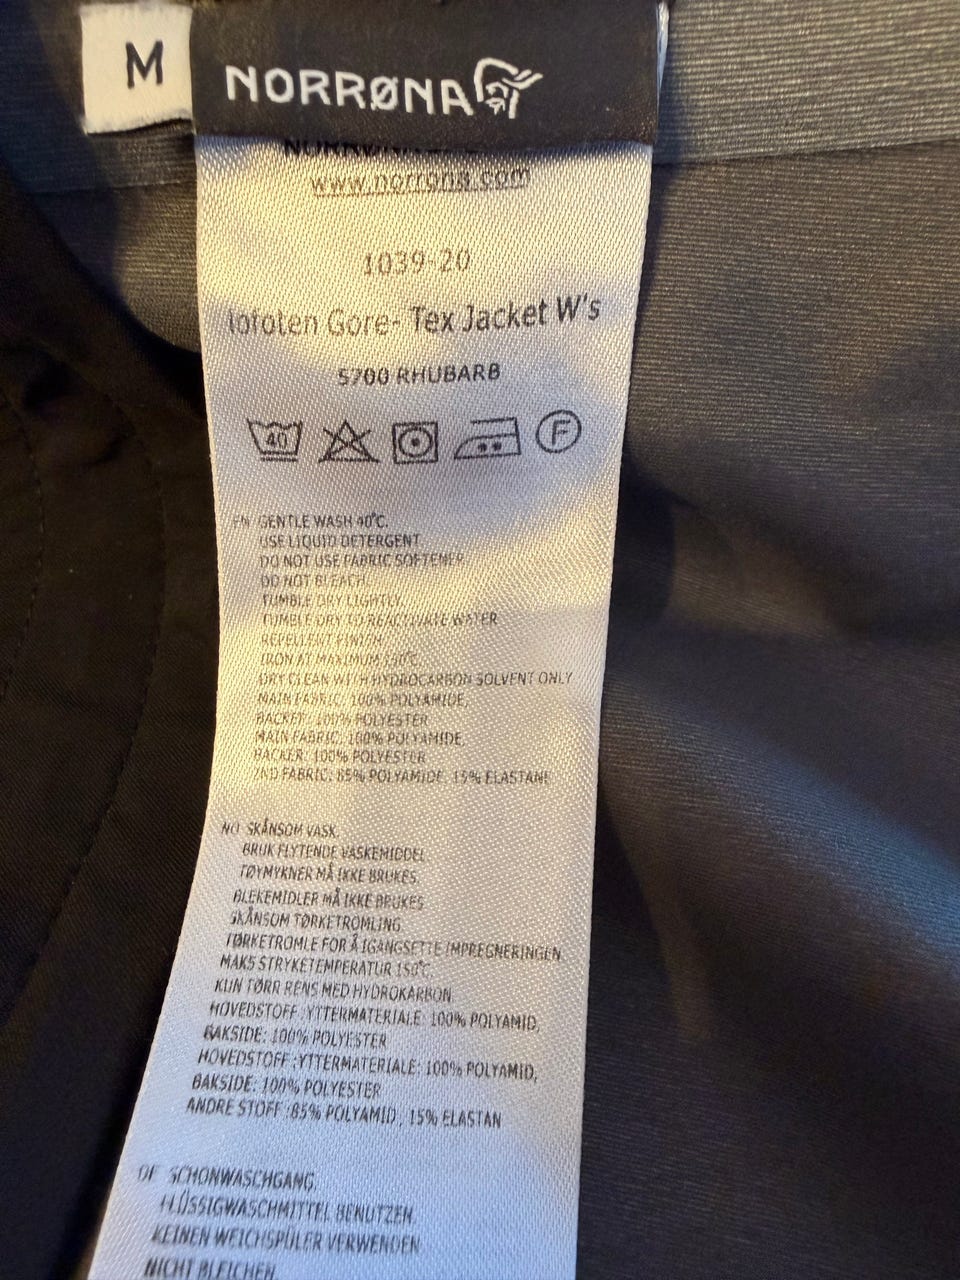 M
NORRØNA
www.norrona.com
1039-20
lofoten Gore- Tex Jacket W's
5700 RHUBARB
40
F
EN GENTLE WASH 40°C.
USE LIQUID DETERGENT
DO NOT USE FABRIC SOFTENER
DO NOT BLEACH.
TUMBLE DRY LIGHTLY.
TUMBLE DRY TO REACTIVATE WATER
REPELLENT FINISH
IRON AT MAXIMUM 150°C.
DRY CLEAN WITH HYDROCARBON SOLVENT ONLY
MAIN FABRIC: 100% POLYAMIDE,
BACKER: 100% POLYESTER
MAIN FABRIC: 100% POLYAMIDE,
BACKER: 100% POLYESTER
2ND FABRIC: 85% POLYAMIDE, 15% ELASTANE
NO SKÅNSOM VASK.
BRUK FLYTENDE VASKEMIDDEL
TØYMYKNER MÅ IKKE BRUKES.
BLEKEMIDLER MÅ IKKE BRUKES
SKÅNSOM TØRKETROMLING
TØRKETROMLE FOR Å IGANGSETTE IMPREGNERINGEN.
MAKS STRYKETEMPERATUR 150°C.
KUN TØRR RENS MED HYDROKARBON
HOVEDSTOFF :YTTERMATERIALE: 100% POLYAMID,
BAKSIDE: 100% POLYESTER
HOVEDSTOFF :YTTERMATERIALE: 100% POLYAMID,
BAKSIDE: 100% POLYESTER
ANDRE STOFF :85% POLYAMID , 15% ELASTAN
DE SCHONWASCHGANG.
FLÜSSIGWASCHMITTEL BENUTZEN.
KEINEN WEICHSPÜLER VERWENDEN
NICHT BLEICHEN.